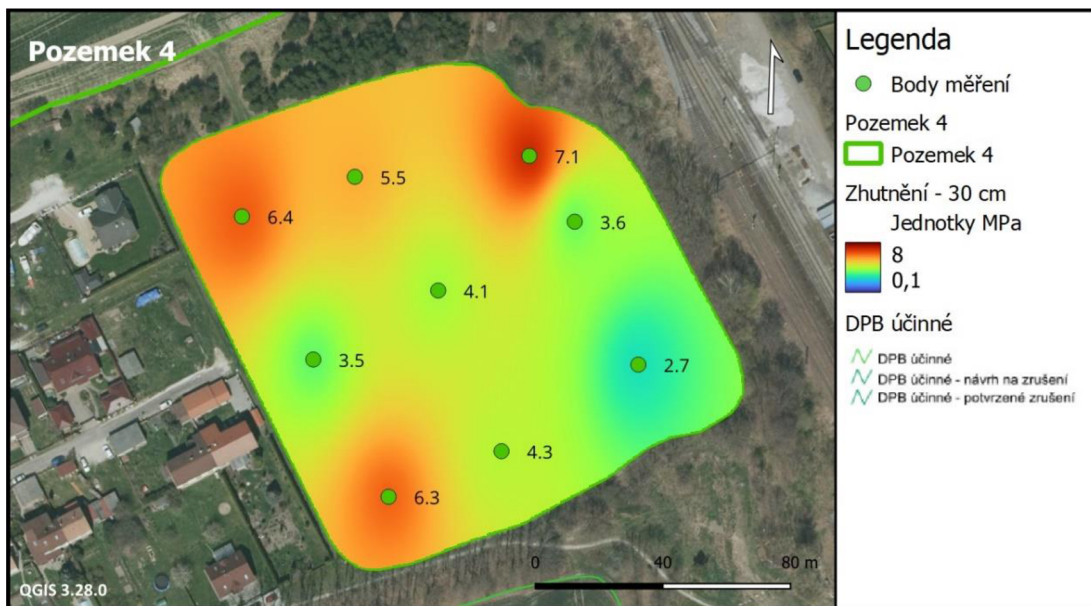 Pozemek 4
7.1
5.5
6.4
3.6
4.1
3.5
2.7
4.3
6.3
0 40 80 m
QGIS 3.28.0
Legenda
Body měření
Pozemek 4
Pozemek 4
Zhutnění - 30 cm
Jednotky MPa
8
0,1
DPB účinné
DPB účinné
DPB účinné - návrh na zrušení
DPB účinné - potvrzené zrušení